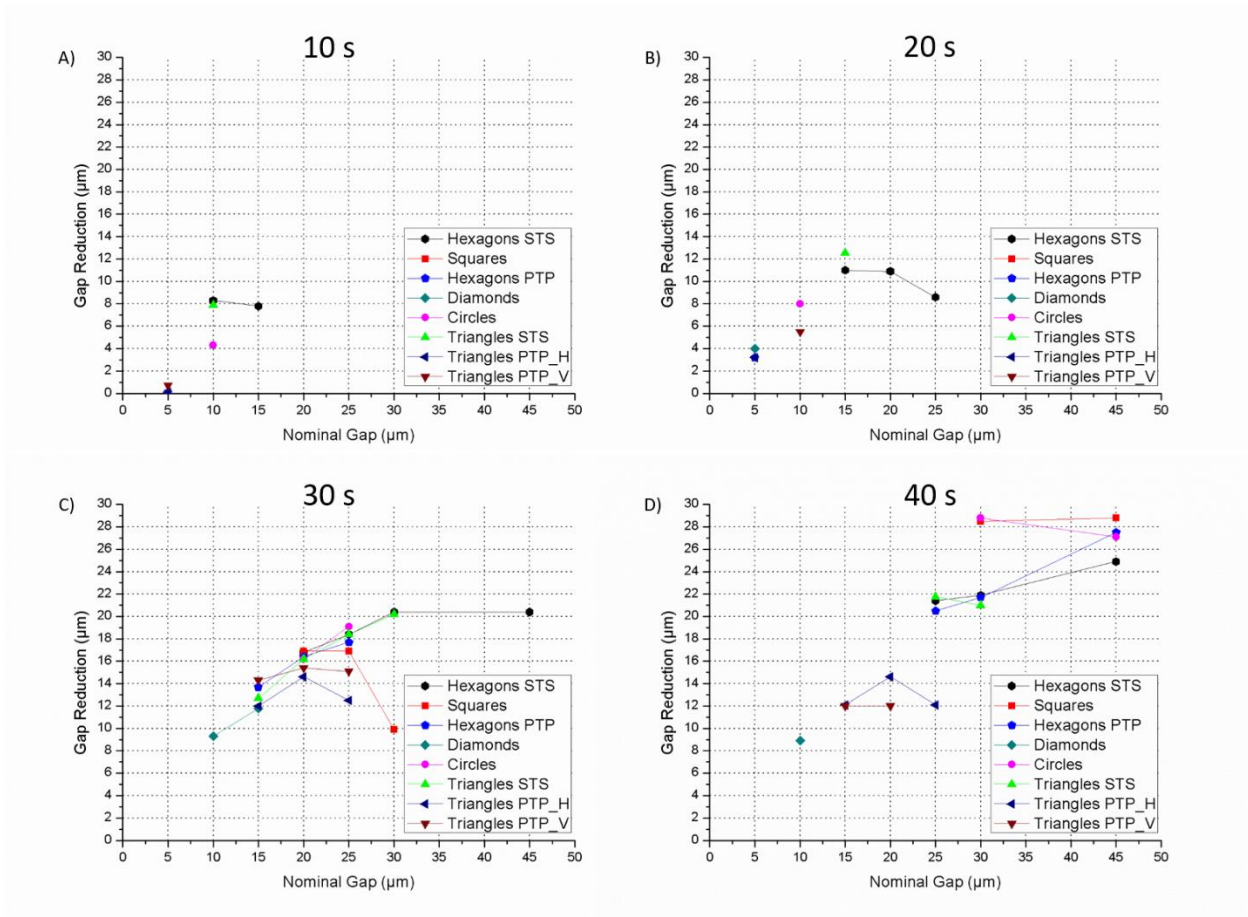 10 s
A)
30
28
26
24
22
20
18
16
14
12
10
8
6
4
2
0
Gap Reduction (µm)
Hexagons STS
Squares
Hexagons PTP
Diamonds
Circles
Triangles STS
Triangles PTP_H
Triangles PTP_V
0 5 10 15 20 25 30 35 40 45 50
Nominal Gap (µm)
20 s
B)
30
28
26
24
22
20
18
16
14
12
10
8
6
4
2
0
Gap Reduction (µm)
Hexagons STS
Squares
Hexagons PTP
Diamonds
Circles
Triangles STS
Triangles PTP_H
Triangles PTP_V
0 5 10 15 20 25 30 35 40 45 50
Nominal Gap (µm)
30 s
C)
30
28
26
24
22
20
18
16
14
12
10
8
6
4
2
0
Gap Reduction (µm)
Hexagons STS
Squares
Hexagons PTP
Diamonds
Circles
Triangles STS
Triangles PTP_H
Triangles PTP_V
0 5 10 15 20 25 30 35 40 45 50
Nominal Gap (µm)
40 s
D)
30
28
26
24
22
20
18
16
14
12
10
8
6
4
2
0
Gap Reduction (µm)
Hexagons STS
Squares
Hexagons PTP
Diamonds
Circles
Triangles STS
Triangles PTP_H
Triangles PTP_V
0 5 10 15 20 25 30 35 40 45 50
Nominal Gap (µm)